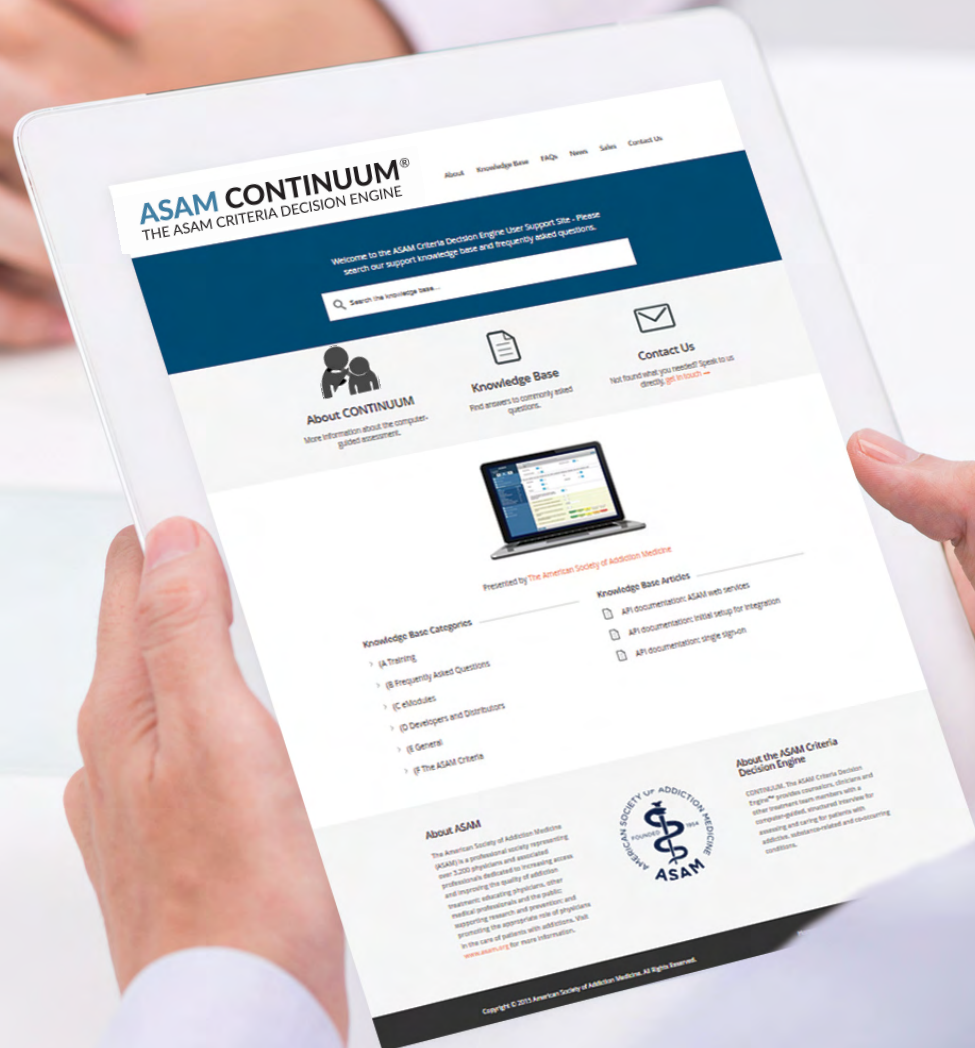 ASAM CONTINUUM®
THE ASAM CRITERIA DECISION ENGINE
About Knowledge Base FAQs News Sales Contact Us
Welcome to the ASAM Criteria Decision Engine User Support Site - Please
search our support knowledge base and frequently asked questions.
Search the knowledge base...
About CONTINUUM
More information about the computer-
guided assessment.
Knowledge Base
Find answers to commonly asked
questions.
Contact Us
Not found what you needed? Speak to us
directly, get in touch
Presented by The American Society of Addiction Medicine
Knowledge Base Categories
(A Training
(B Frequently Asked Questions
(C eModules
(D Developers and Distributors
(E General
(F The ASAM Criteria
Knowledge Base Articles
API documentation: ASAM web services
API documentation: initial setup for integration
API documentation: single sign-on
About ASAM
The American Society of Addiction Medicine
(ASAM) is a professional society representing
over 3,200 physicians and associated
professionals dedicated to increasing access
and improving the quality of addiction
treatment; educating physicians, other
medical professionals and the public;
supporting research and prevention; and
promoting the appropriate role of physicians
in the care of patients with addictions. Visit
www.asam.org for more information.
AMERICAN SOCIETY OF ADDICTION MEDICINE
FOUNDED 1954
ASAM
About the ASAM Criteria
Decision Engine
CONTINUUM, The ASAM Criteria Decision
Engine™ provides counselors, clinicians and
other treatment team members with a
computer-guided, structured interview for
assessing and caring for patients with
addictive, substance-related and co-occurring
conditions.
Copyright © 2015 American Society of Addiction Medicine. All Rights Reserved.